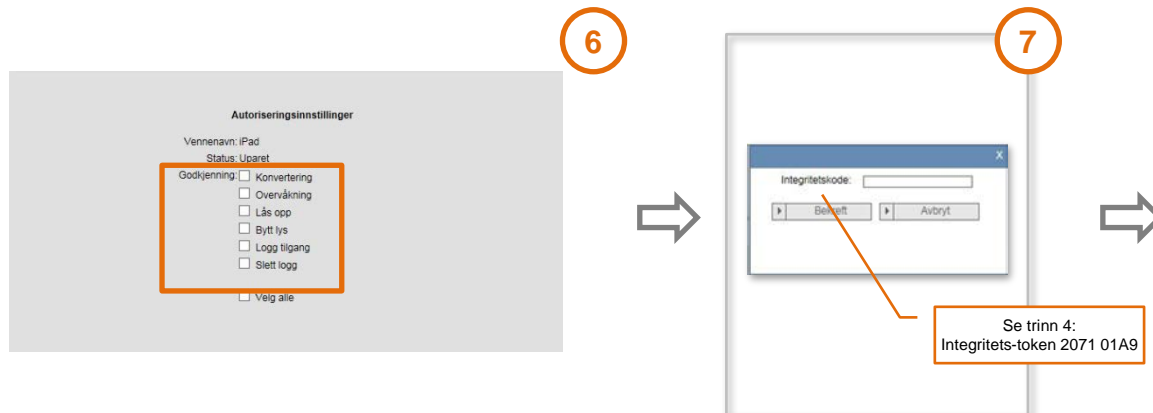 6
Autoriseringsinnstillinger
Vennenavn: iPad
Status: Uparet
Godkjenning: Konvertering
Overvåkning
Lås opp
Bytt lys
Logg tilgang
Slett logg
Velg alle
7
X
Integritetskode:
Bekreft Avbryt
Se trinn 4:
Integritets-token 2071 01A9